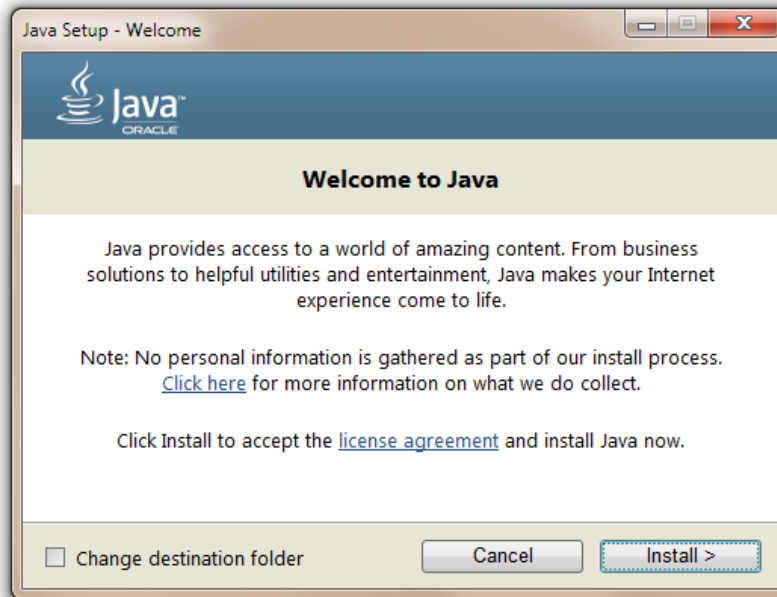 Java Setup - Welcome
Java™
ORACLE
Welcome to Java
Java provides access to a world of amazing content. From business
solutions to helpful utilities and entertainment, Java makes your Internet
experience come to life.
Note: No personal information is gathered as part of our install process.
Click here for more information on what we do collect.
Click Install to accept the license agreement and install Java now.
Change destination folder
Cancel
Install >